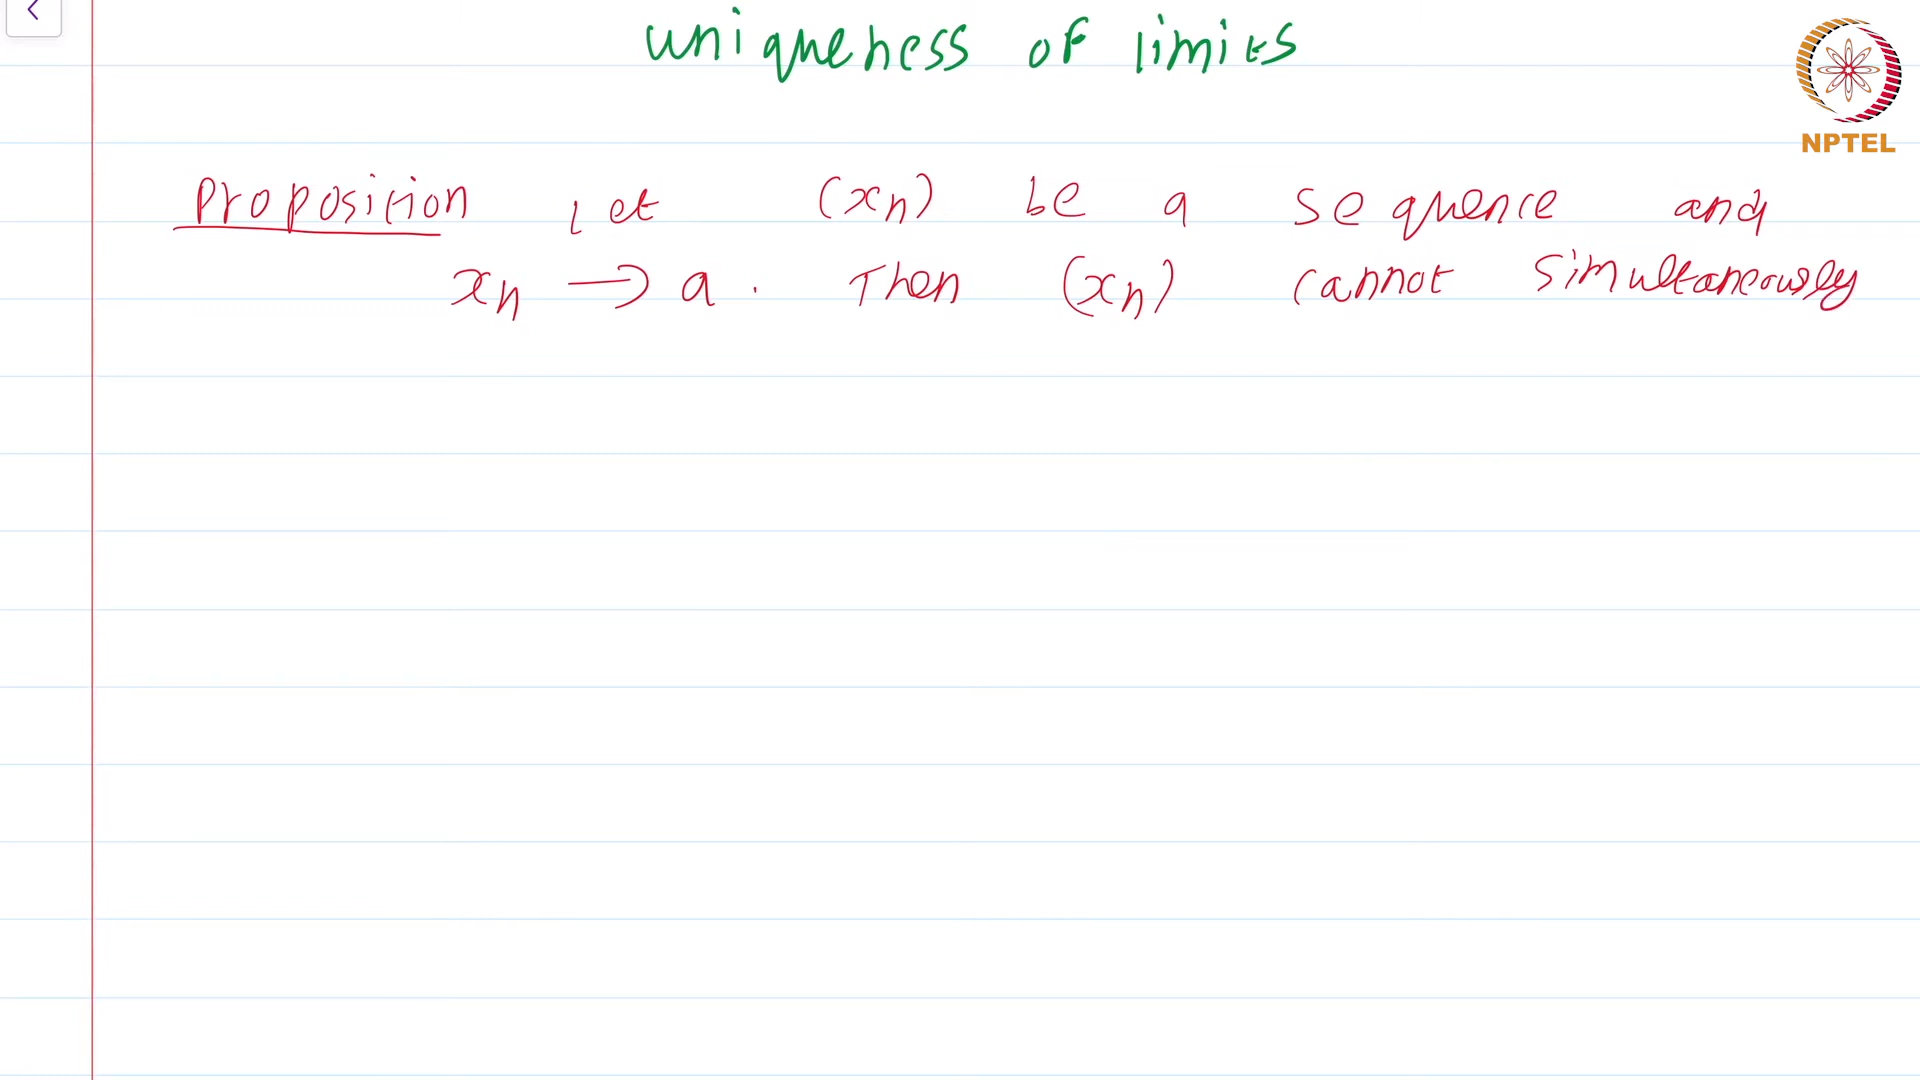 uniqueness of limits
NPTEL
Proposition Let (xn) be a sequence and
xn → a. Then (xn) cannot simultaneously